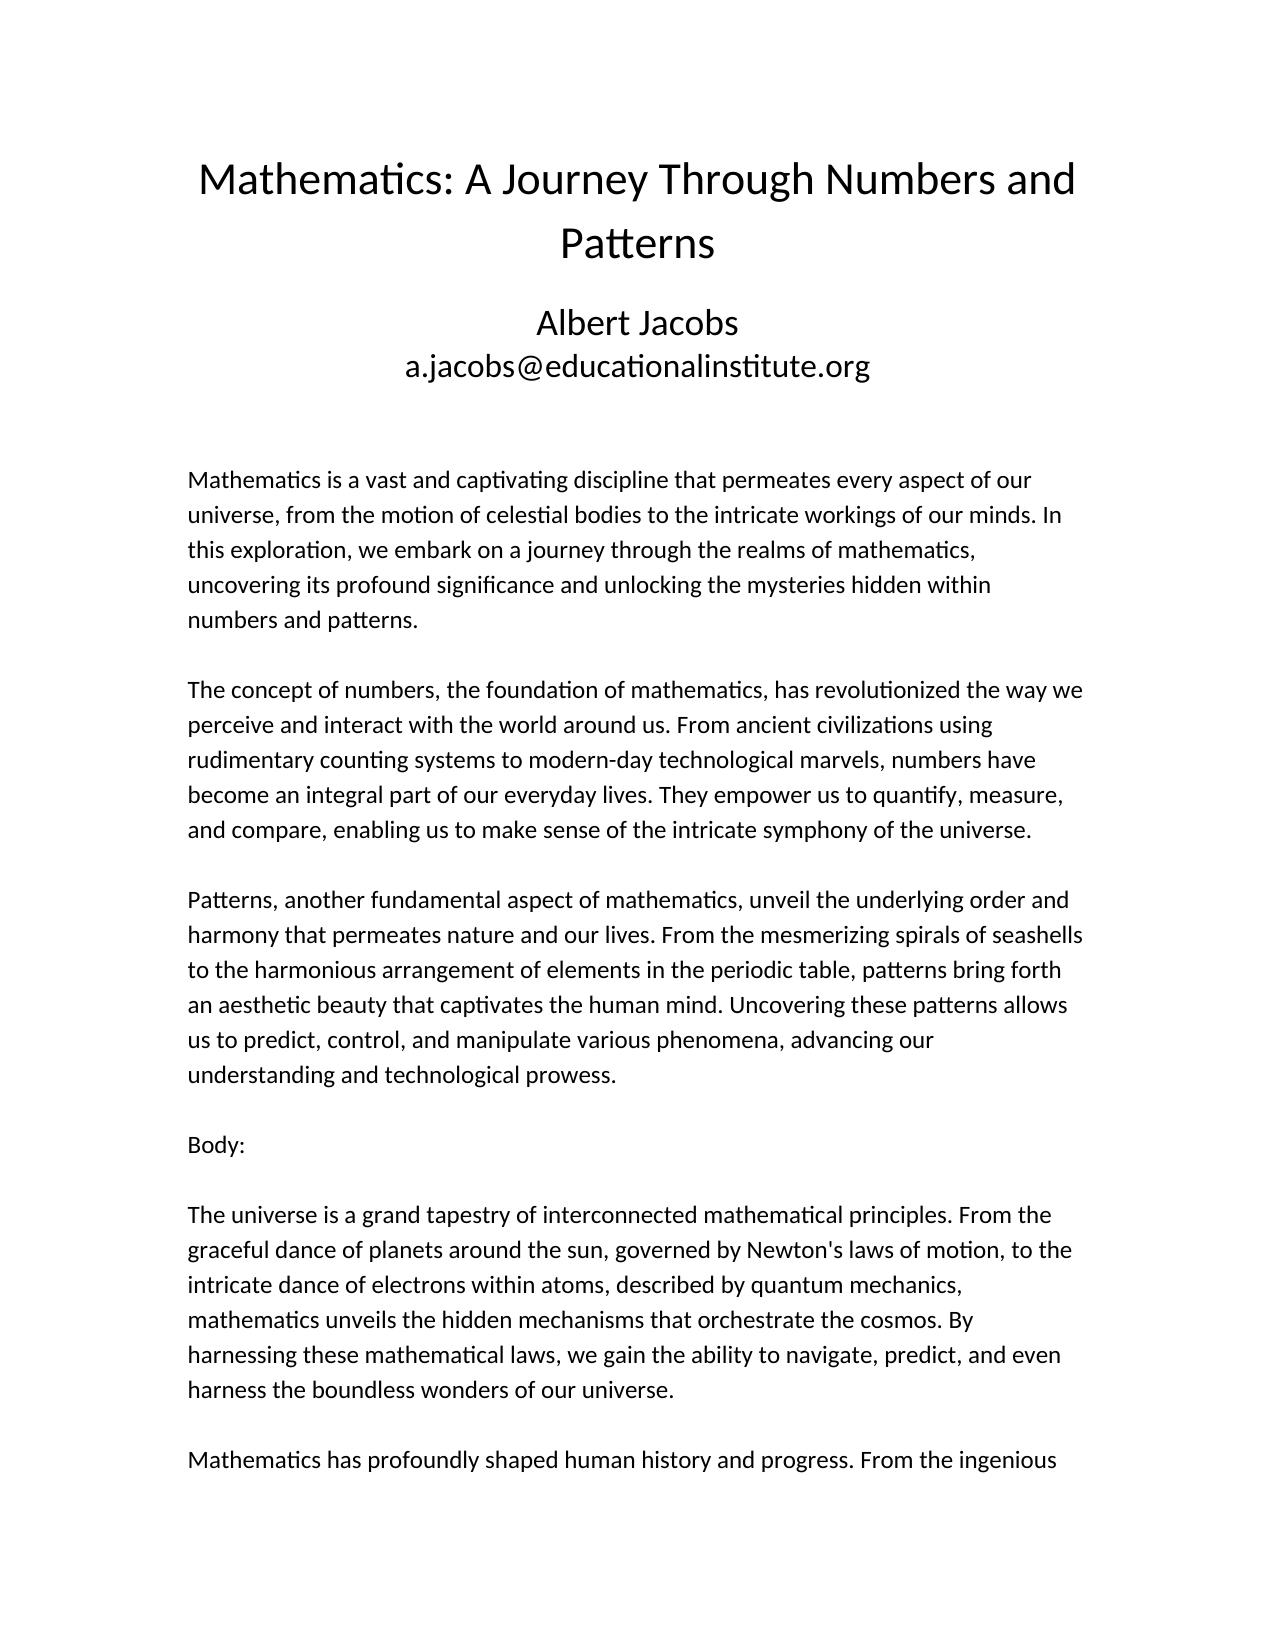 Mathematics: A Journey Through Numbers and
Patterns
Albert Jacobs
a.jacobs@educationalinstitute.org
Mathematics is a vast and captivating discipline that permeates every aspect of our
universe, from the motion of celestial bodies to the intricate workings of our minds. In
this exploration, we embark on a journey through the realms of mathematics,
uncovering its profound significance and unlocking the mysteries hidden within
numbers and patterns.
The concept of numbers, the foundation of mathematics, has revolutionized the way we
perceive and interact with the world around us. From ancient civilizations using
rudimentary counting systems to modern-day technological marvels, numbers have
become an integral part of our everyday lives. They empower us to quantify, measure,
and compare, enabling us to make sense of the intricate symphony of the universe.
Patterns, another fundamental aspect of mathematics, unveil the underlying order and
harmony that permeates nature and our lives. From the mesmerizing spirals of seashells
to the harmonious arrangement of elements in the periodic table, patterns bring forth
an aesthetic beauty that captivates the human mind. Uncovering these patterns allows
us to predict, control, and manipulate various phenomena, advancing our
understanding and technological prowess.
Body:
The universe is a grand tapestry of interconnected mathematical principles. From the
graceful dance of planets around the sun, governed by Newton's laws of motion, to the
intricate dance of electrons within atoms, described by quantum mechanics,
mathematics unveils the hidden mechanisms that orchestrate the cosmos. By
harnessing these mathematical laws, we gain the ability to navigate, predict, and even
harness the boundless wonders of our universe.
Mathematics has profoundly shaped human history and progress. From the ingenious